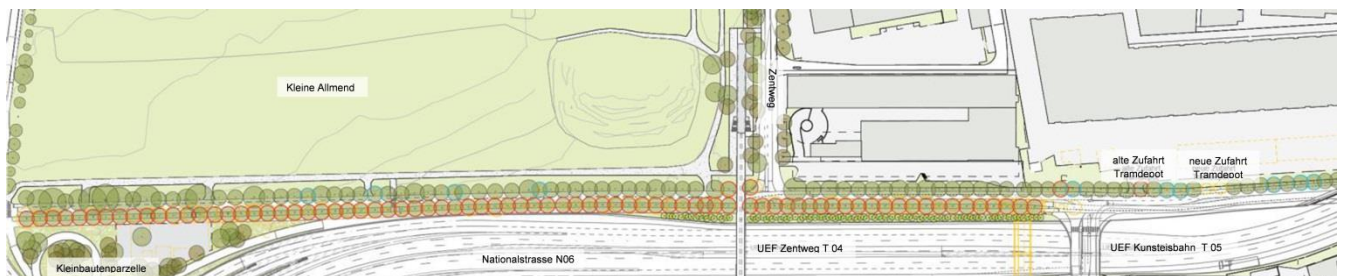 Kleine Allmend
Zentweg
alte Zufahrt
Tramdepot
neue Zufahrt
Tramdepot
UEF Zentweg T 04
UEF Kunsteisbahn T 05
Nationalstrasse N06
Kleinbautenparzelle